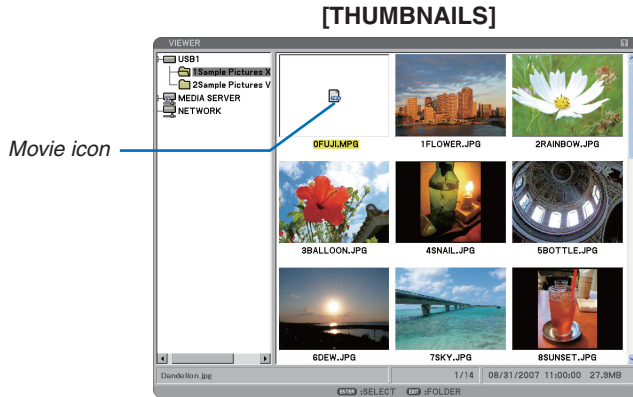 [THUMBNAILS]
VIEWER
USB1
1Sample Pictures X
2Sample Pictures V
MEDIA SERVER
NETWORK
Movie icon
0FUJI.MPG
1FLOWER.JPG
2RAINBOW.JPG
3BALLOON.JPG
4SNAIL.JPG
5BOTTLE.JPG
6DEW.JPG
7SKY.JPG
8SUNSET.JPG
Dandelion.jpg
1/14
08/31/2007 11:00:00 27.9MB
ENTER :SELECT EXIT :FOLDER